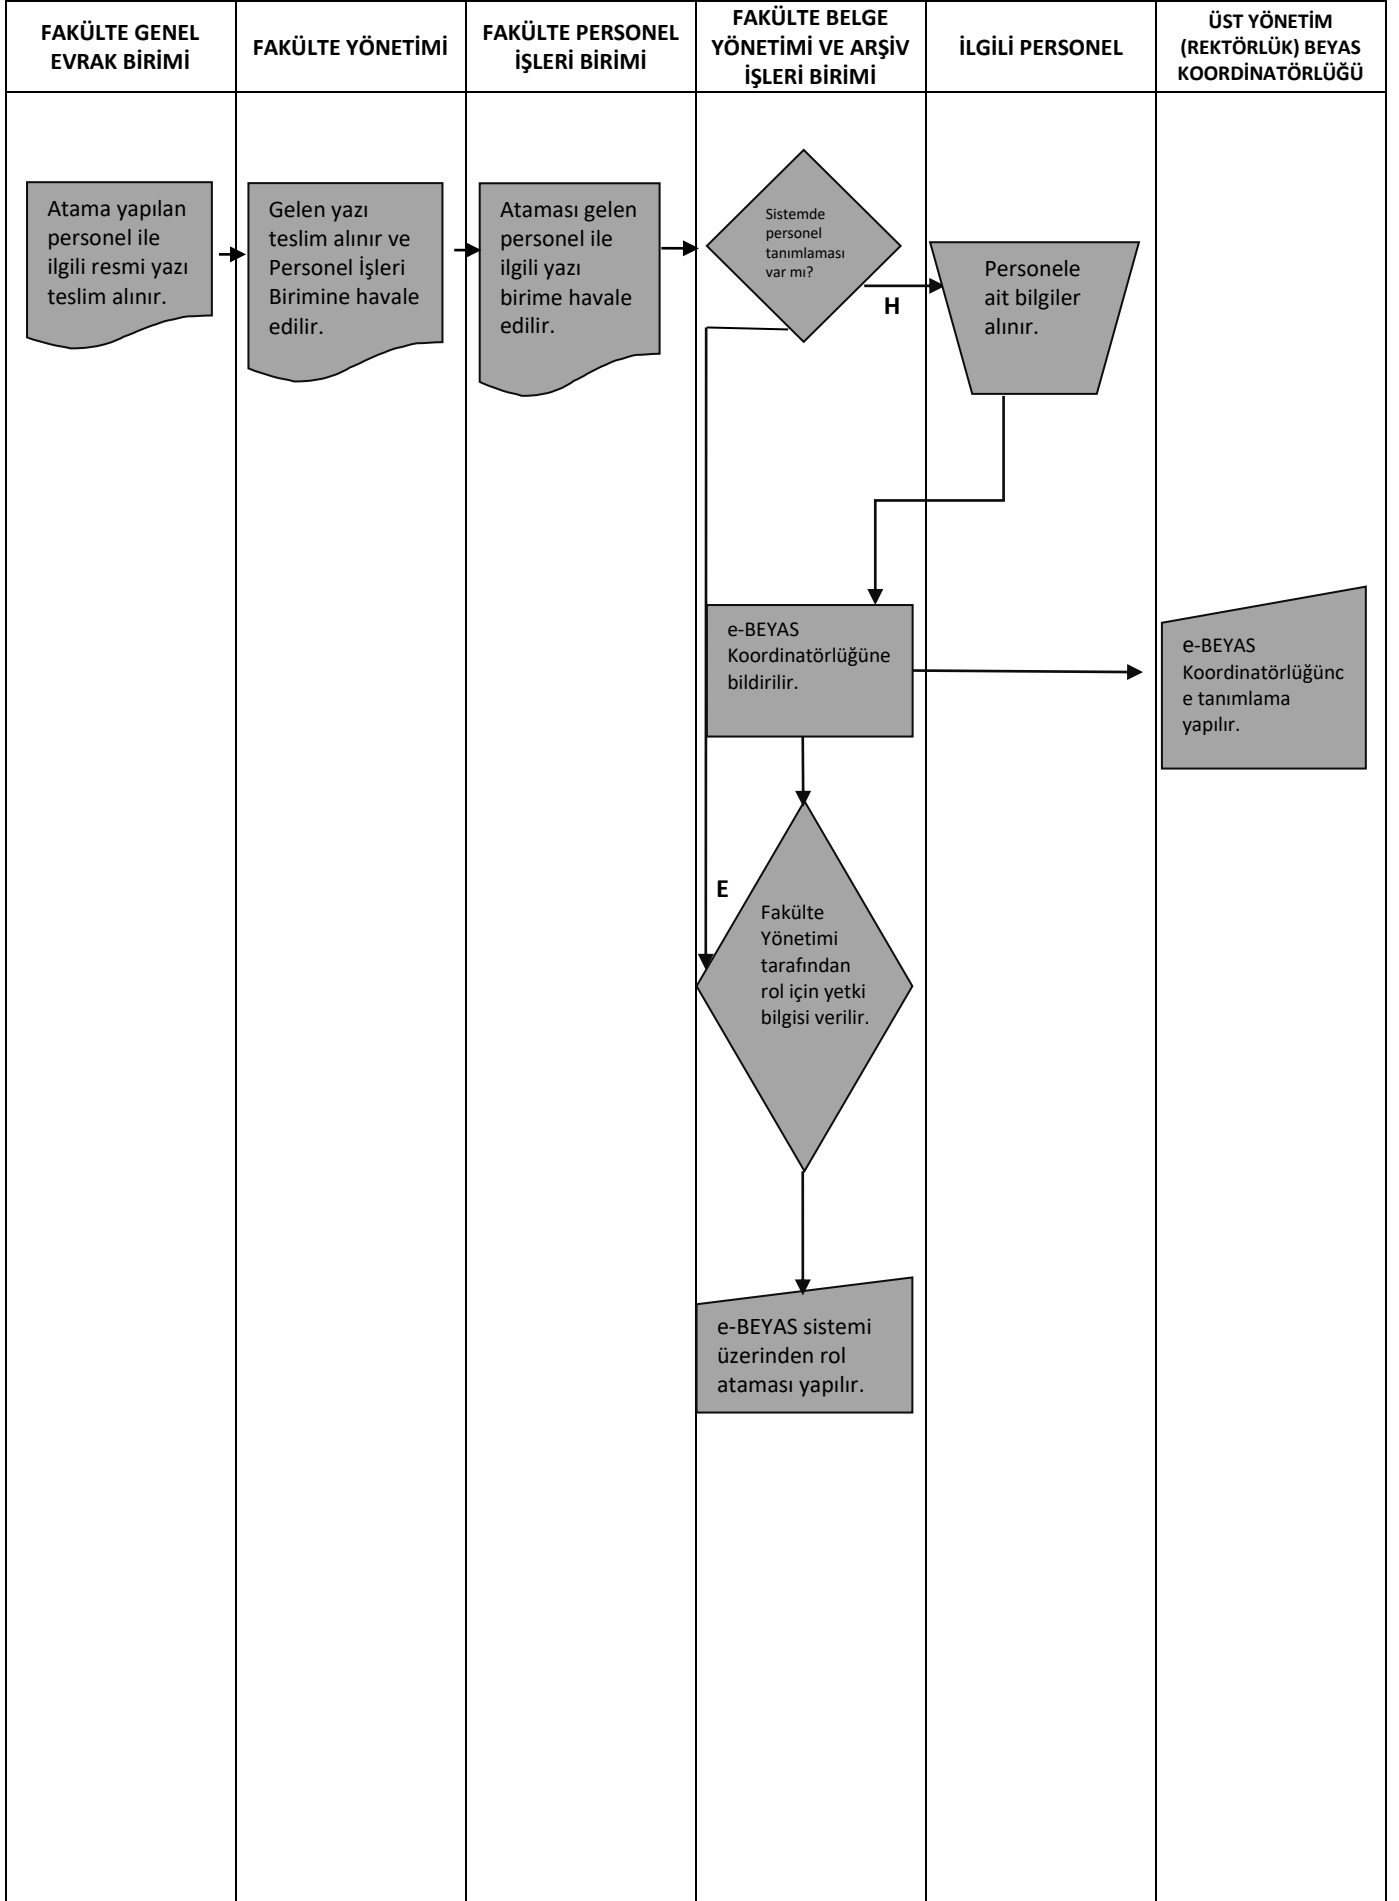 FAKÜLTE GENEL
EVRAK BİRİMİ
FAKÜLTE YÖNETİMİ
FAKÜLTE PERSONEL
İŞLERİ BİRİMİ
FAKÜLTE BELGE
YÖNETİMİ VE ARŞİV
İŞLERİ BİRİMİ
İLGİLİ PERSONEL
ÜST YÖNETİM
(REKTÖRLÜK) BEYAS
KOORDİNATÖRLÜĞÜ
Atama yapılan
personel ile
ilgili resmi yazı
teslim alınır.
Gelen yazı
teslim alınır ve
Personel İşleri
Birimine havale
edilir.
Ataması gelen
personel ile
ilgili yazı
birime havale
edilir.
Sistemde
personel
tanımlaması
var mı?
H
Personele
ait bilgiler
alınır.
e-BEYAS
Koordinatörlüğüne
bildirilir.
e-BEYAS
Koordinatörlüğünc
e tanımlama
yapılır.
E
Fakülte
Yönetimi
tarafından
rol için yetki
bilgisi verilir.
e-BEYAS sistemi
üzerinden rol
ataması yapılır.